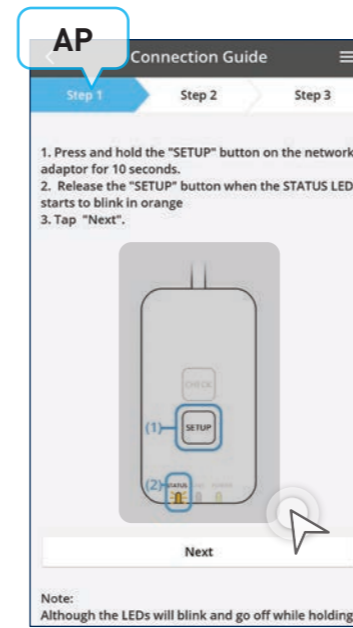 AP
Connection Guide
Step 1
Step 2
Step 3
1. Press and hold the "SETUP" button on the network
adaptor for 10 seconds.
2. Release the "SETUP" button when the STATUS LED
starts to blink in orange
3. Tap "Next".
CHECK
(1)
SETUP
(2)
STATUS
Next
Note:
Although the LEDs will blink and go off while holding